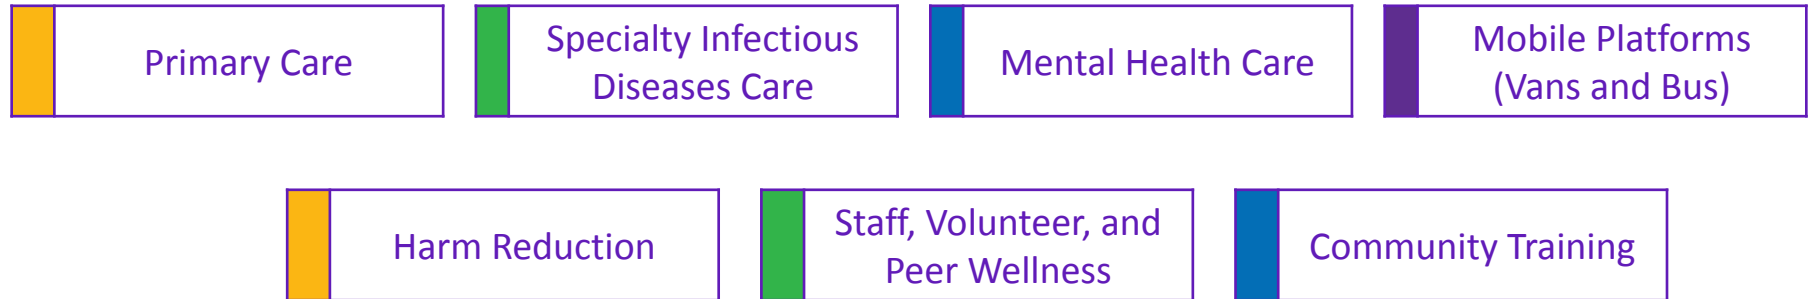 Primary Care
Specialty Infectious
Diseases Care
Mental Health Care
Mobile Platforms
(Vans and Bus)
Harm Reduction
Staff, Volunteer, and
Peer Wellness
Community Training